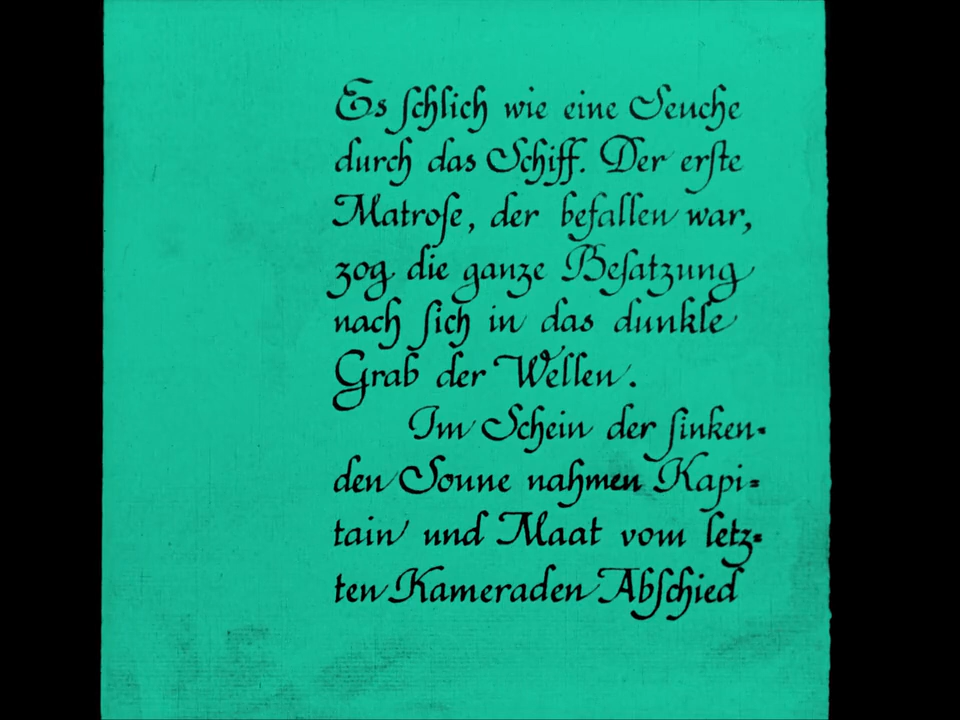 Es ſchlich wie eine Seuche
durch das Schiff. Der erſte
Matroſe, der befallen war,
zog die ganze Beſatzung
nach ſich in das dunkle
Grab der Wellen.
Im Schein der ſinken-
den Sonne nahmen Kapi-
tain und Maat vom letz-
ten Kameraden Abſchied